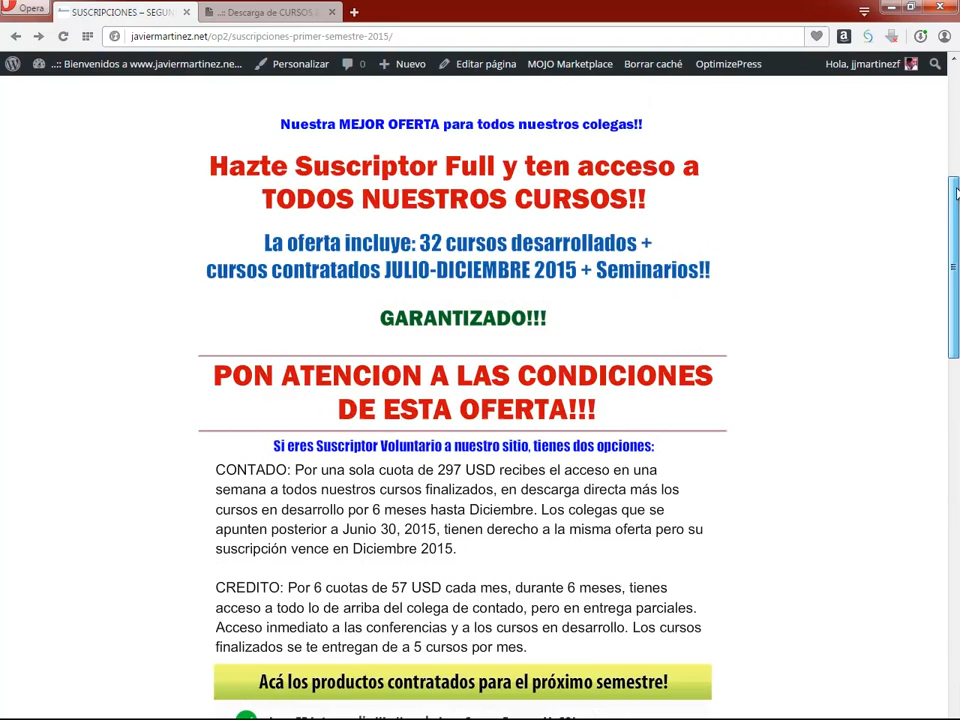 Opera
SUSCRIPCIONES – SEGUN
..:: Descarga de CURSOS
javiermartinez.net/op2/suscripciones-primer-semestre-2015/
..:: Bienvenidos a www.javiermartinez.ne...
Personalizar
0
Nuevo
Editar página
MOJO Marketplace
Borrar caché
OptimizePress
Hola, jjmartinezf
Nuestra MEJOR OFERTA para todos nuestros colegas!!
Hazte Suscriptor Full y ten acceso a
TODOS NUESTROS CURSOS!!
La oferta incluye: 32 cursos desarrollados +
cursos contratados JULIO-DICIEMBRE 2015 + Seminarios!!
GARANTIZADO!!!
PON ATENCION A LAS CONDICIONES
DE ESTA OFERTA!!!
Si eres Suscriptor Voluntario a nuestro sitio, tienes dos opciones:
CONTADO: Por una sola cuota de 297 USD recibes el acceso en una
semana a todos nuestros cursos finalizados, en descarga directa más los
cursos en desarrollo por 6 meses hasta Diciembre. Los colegas que se
apunten posterior a Junio 30, 2015, tienen derecho a la misma oferta pero su
suscripción vence en Diciembre 2015.
CREDITO: Por 6 cuotas de 57 USD cada mes, durante 6 meses, tienes
acceso a todo lo de arriba del colega de contado, pero en entrega parciales.
Acceso inmediato a las conferencias y a los cursos en desarrollo. Los cursos
finalizados se te entregan de a 5 cursos por mes.
Acá los productos contratados para el próximo semestre!